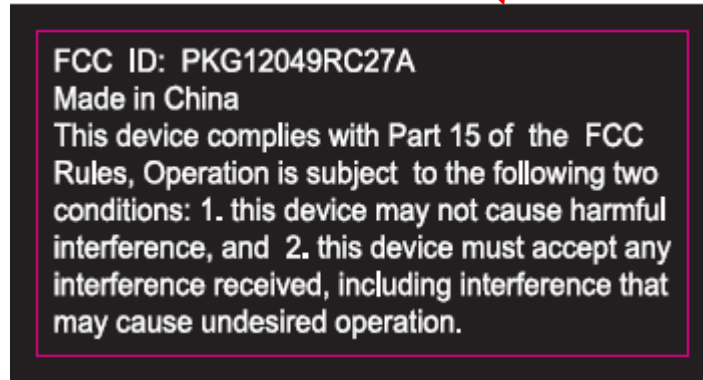 FCC ID: PKG12049RC27A
Made in China
This device complies with Part 15 of the FCC
Rules, Operation is subject to the following two
conditions: 1. this device may not cause harmful
interference, and 2. this device must accept any
interference received, including interference that
may cause undesired operation.